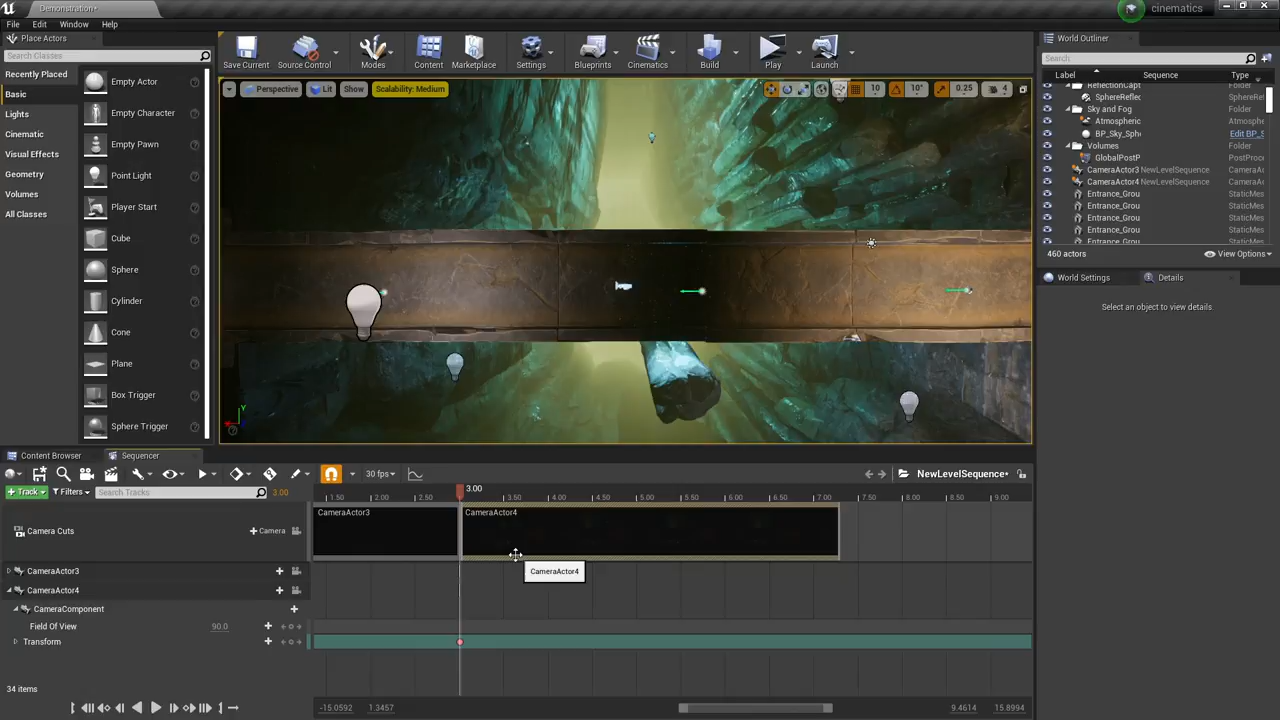 Demonstration*
cinematics
File Edit Window Help
Place Actors
Search Classes
Recently Placed
Basic
Lights
Cinematic
Visual Effects
Geometry
Volumes
All Classes
Empty Actor
Empty Character
Empty Pawn
Point Light
Player Start
Cube
Sphere
Cylinder
Cone
Plane
Box Trigger
Sphere Trigger
Save Current Source Control Modes Content Marketplace Settings Blueprints Cinematics Build Play Launch
Perspective Lit Show Scalability: Medium 10 10° 0.25 4
Y
World Outliner
Search
Label Sequence Type
ReflectionCapt Folder
SphereReflec SphereRe
Sky and Fog Folder
Atmospheric Atmosphe
BP_Sky_Sphe Edit BP_S
Volumes Folder
GlobalPostP PostProce
CameraActor3 NewLevelSequence CameraAc
CameraActor4 NewLevelSequence CameraAc
Entrance_Grou StaticMes
Entrance_Grou StaticMes
Entrance_Grou StaticMes
Entrance_Grou StaticMes
Entrance_Grou StaticMes
460 actors View Options
World Settings Details
Select an object to view details
Content Browser Sequencer
30 fps NewLevelSequence*
Track Filters Search Tracks 3.00
3.00
1.50 2.00 2.50 3.50 4.00 4.50 5.00 5.50 6.00 6.50 7.00 7.50 8.00 8.50 9.00
Camera Cuts Camera
CameraActor3 CameraActor4
CameraActor4
CameraActor3
CameraActor4
CameraComponent
Field Of View 90.0
Transform
34 items
-15.0592 1.3457 9.4614 15.8994